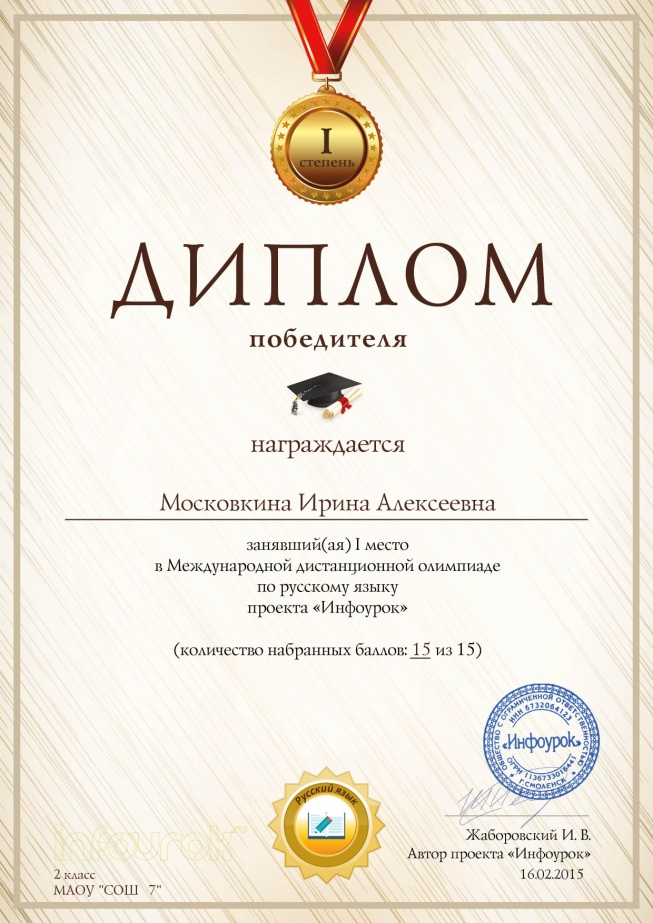 I
степень
ДИПЛОМ
победителя
награждается
Московкина Ирина Алексеевна
занявший(ая) I место
в Международной дистанционной олимпиаде
по русскому языку
проекта «Инфоурок»
(количество набранных баллов: 15 из 15)
ОБЩЕСТВО С ОГРАНИЧЕННОЙ ОТВЕТСТВЕННОСТЬЮ
ИНН 6732064123
«Инфоурок»
ОГРН 1136733016441
Г.СМОЛЕНСК
Русский язык
Жаборовский И. В.
Автор проекта «Инфоурок»
16.02.2015
infourok
2 класс
МАОУ "СОШ 7"